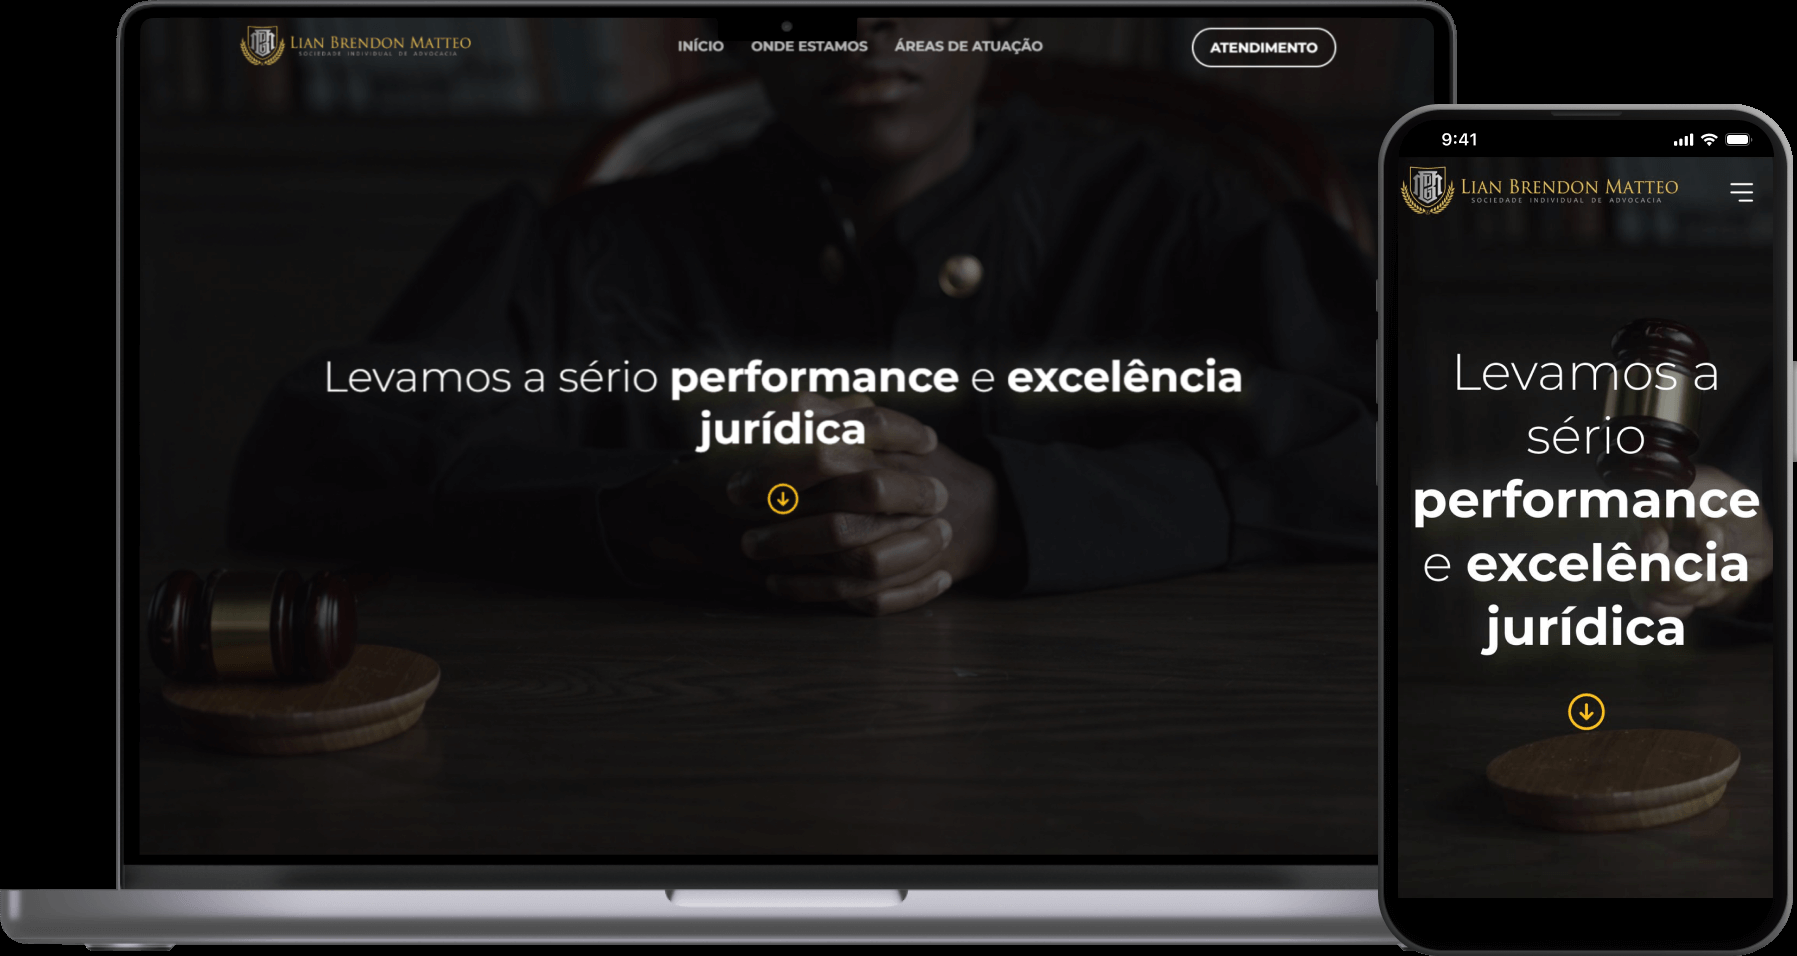 LIAN BRENDON MATTEO
SOCIEDADE INDIVIDUAL DE ADVOCACIA
INÍCIO ONDE ESTAMOS ÁREAS DE ATUAÇÃO
ATENDIMENTO
Levamos a sério performance e excelência
jurídica
9:41
LIAN BRENDON MATTEO
SOCIEDADE INDIVIDUAL DE ADVOCACIA
Levamos a
sério
performance
e excelência
jurídica